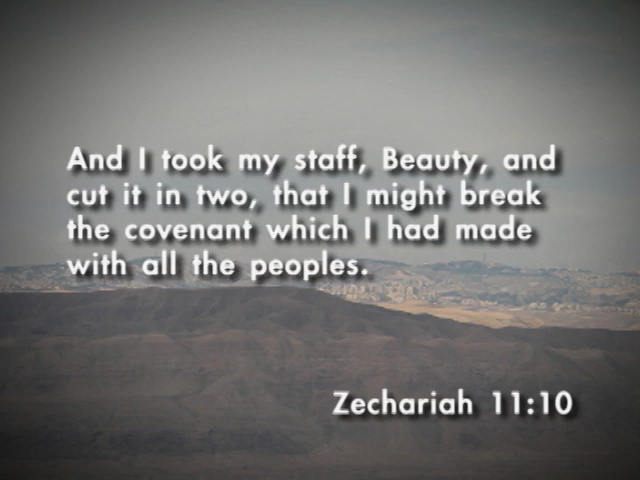 And I took my staff, Beauty, and
cut it in two, that I might break
the covenant which I had made
with all the peoples.
Zechariah 11:10